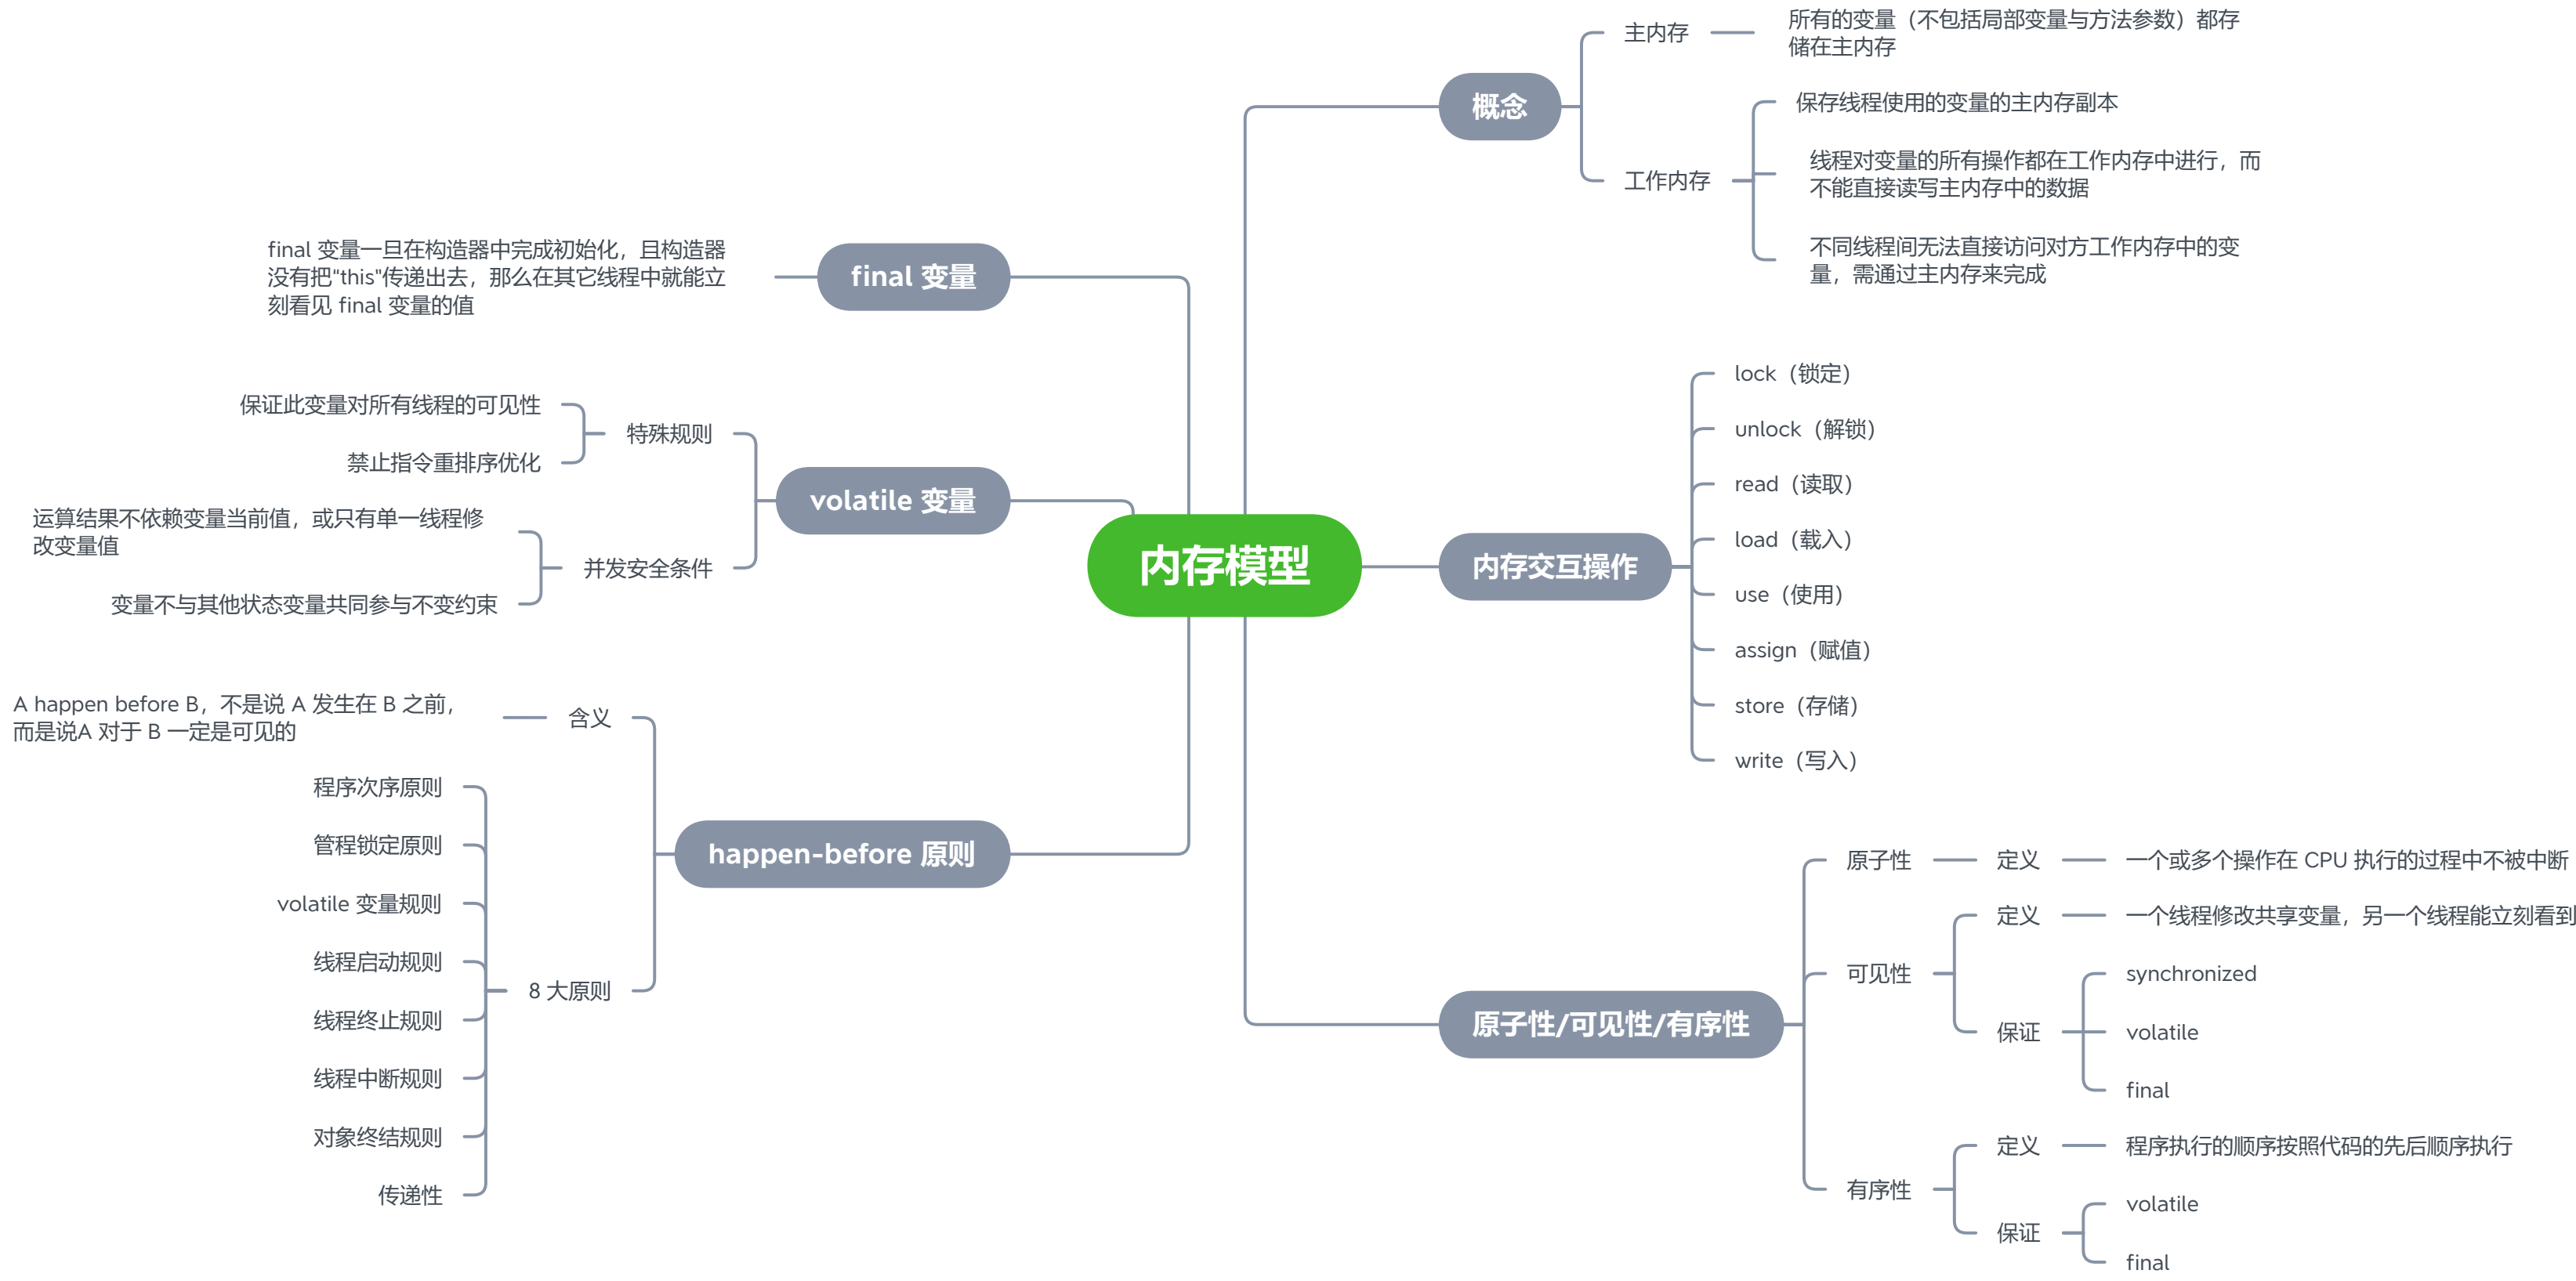 内存模型
概念
主内存
所有的变量（不包括局部变量与方法参数）都存
储在主内存
工作内存
保存线程使用的变量的主内存副本
线程对变量的所有操作都在工作内存中进行，而
不能直接读写主内存中的数据
不同线程间无法直接访问对方工作内存中的变
量，需通过主内存来完成
内存交互操作
lock（锁定）
unlock（解锁）
read（读取）
load（载入）
use（使用）
assign（赋值）
store（存储）
write（写入）
原子性/可见性/有序性
原子性
定义
一个或多个操作在 CPU 执行的过程中不被中断
可见性
定义
一个线程修改共享变量，另一个线程能立刻看到
保证
synchronized
volatile
final
有序性
定义
程序执行的顺序按照代码的先后顺序执行
保证
volatile
final
final 变量
final 变量一旦在构造器中完成初始化，且构造器
没有把"this"传递出去，那么在其它线程中就能立
刻看见 final 变量的值
volatile 变量
特殊规则
保证此变量对所有线程的可见性
禁止指令重排序优化
并发安全条件
运算结果不依赖变量当前值，或只有单一线程修
改变量值
变量不与其他状态变量共同参与不变约束
happen-before 原则
含义
A happen before B，不是说 A 发生在 B 之前，
而是说A 对于 B 一定是可见的
8 大原则
程序次序原则
管程锁定原则
volatile 变量规则
线程启动规则
线程终止规则
线程中断规则
对象终结规则
传递性